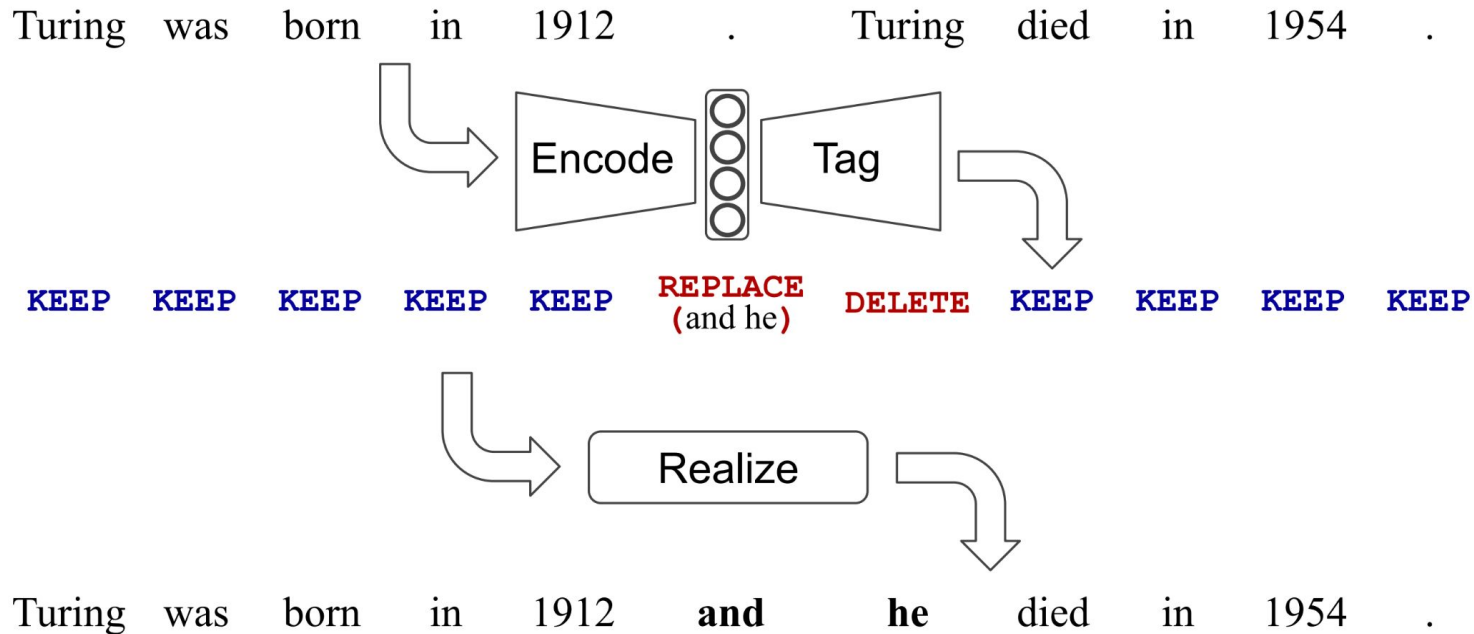 Turing was born in 1912 . Turing died in 1954 .
Encode Tag
KEEP KEEP KEEP KEEP KEEP REPLACE DELETE KEEP KEEP KEEP KEEP
(and he)
Realize
Turing was born in 1912 and he died in 1954 .